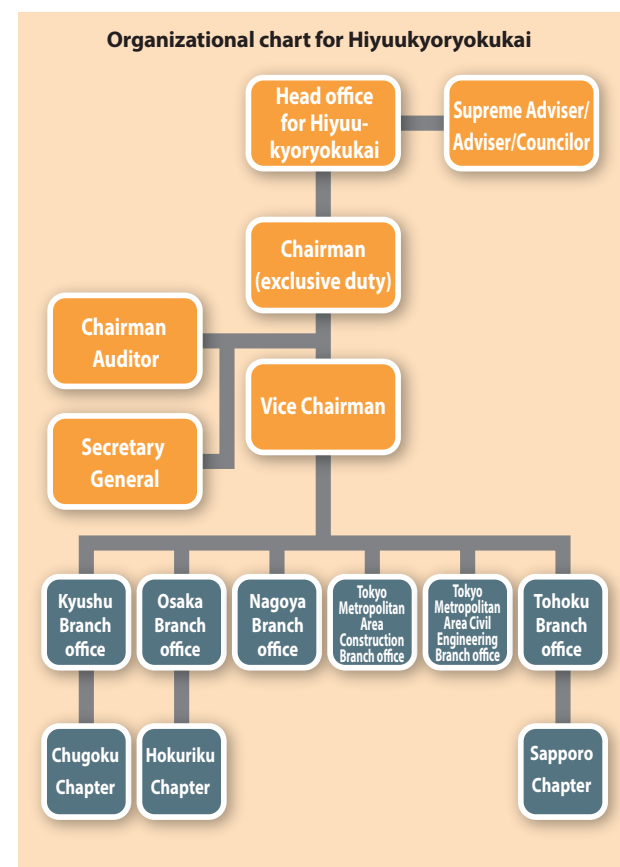 Organizational chart for Hiyuukyoryokukai
Head office
for Hiyuu-
kyoryokukai
Supreme Adviser/
Adviser/Councilor
Chairman
(exclusive duty)
Chairman
Auditor
Vice Chairman
Secretary
General
Kyushu
Branch
office
Osaka
Branch
office
Nagoya
Branch
office
Tokyo
Metropolitan
Area
Construction
Branch office
Tokyo
Metropolitan
Area Civil
Engineering
Branch office
Tohoku
Branch
office
Chugoku
Chapter
Hokuriku
Chapter
Sapporo
Chapter